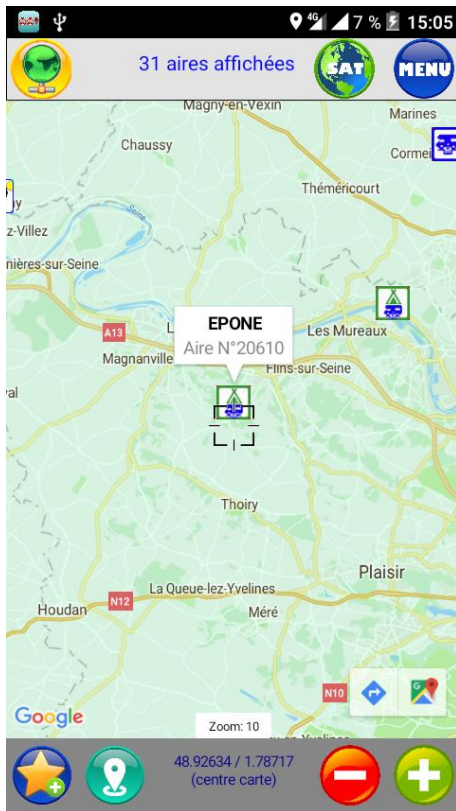 4G 7 % 15:05
31 aires affichées
SAT
MENU
Magny-en-Vexin
Marines
Chaussy
Cormei
Théméricourt
y
z-Villez
Seine
nières-sur-Seine
EPONE
Aire N°20610
A13
L
Les Mureaux
Magnanville
Flins-sur-Seine
val
Thoiry
Plaisir
La Queue-lez-Yvelines
N12
Houdan
Méré
N10
Google
Zoom: 10
48.92634 / 1.78717
(centre carte)